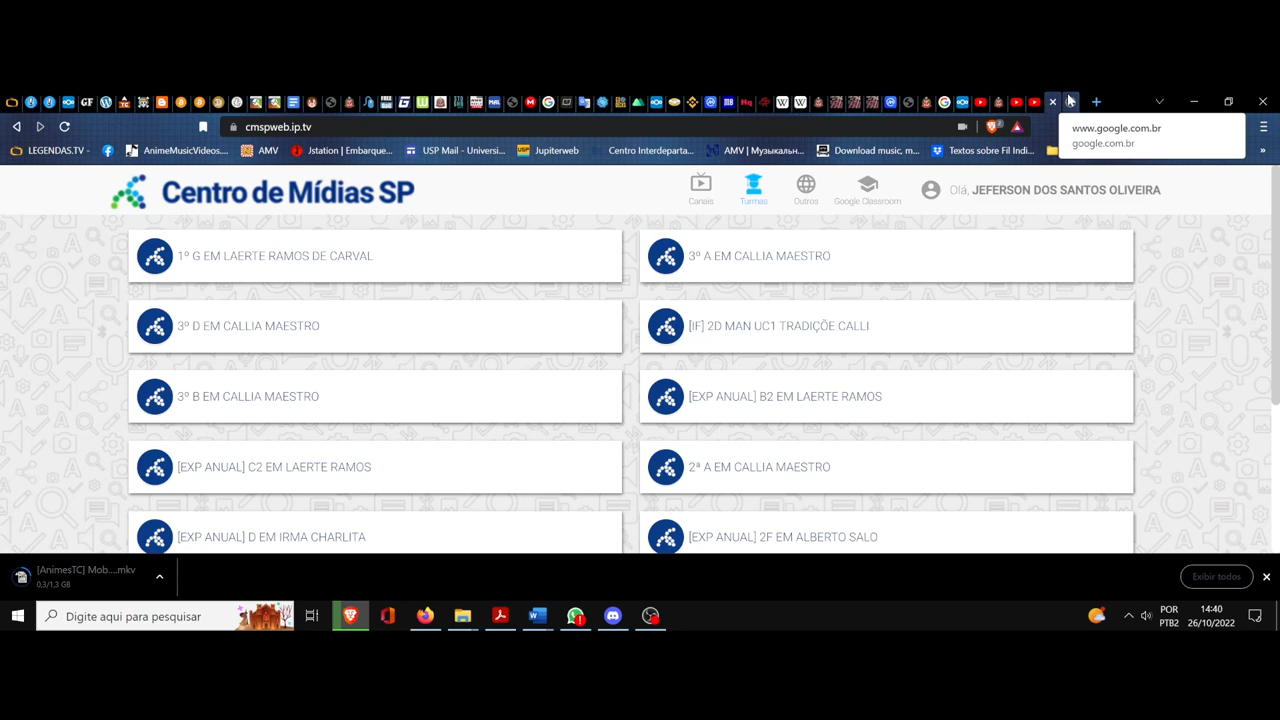 cmspweb.ip.tv
2
www.google.com.br
google.com.br
LEGENDAS.TV -
AnimeMusicVideos....
AMV
Jstation | Embarque...
USP Mail - Universi...
Jupiterweb
Centro Interdeparta...
AMV | Музыкальн...
Download music, m...
Textos sobre Fil Indi...
»
Centro de Mídias SP
Canais
Turmas
Outros
Google Classroom
Olá, JEFERSON DOS SANTOS OLIVEIRA
1º G EM LAERTE RAMOS DE CARVAL
3º A EM CALLIA MAESTRO
3º D EM CALLIA MAESTRO
[IF] 2D MAN UC1 TRADIÇÕE CALLI
3º B EM CALLIA MAESTRO
[EXP ANUAL] B2 EM LAERTE RAMOS
[EXP ANUAL] C2 EM LAERTE RAMOS
2ª A EM CALLIA MAESTRO
[EXP ANUAL] D EM IRMA CHARLITA
[EXP ANUAL] 2F EM ALBERTO SALO
[AnimesTC] Mob....mkv
0,3/1,3 GB
Exibir todos
Digite aqui para pesquisar
POR
PTB2
14:40
26/10/2022